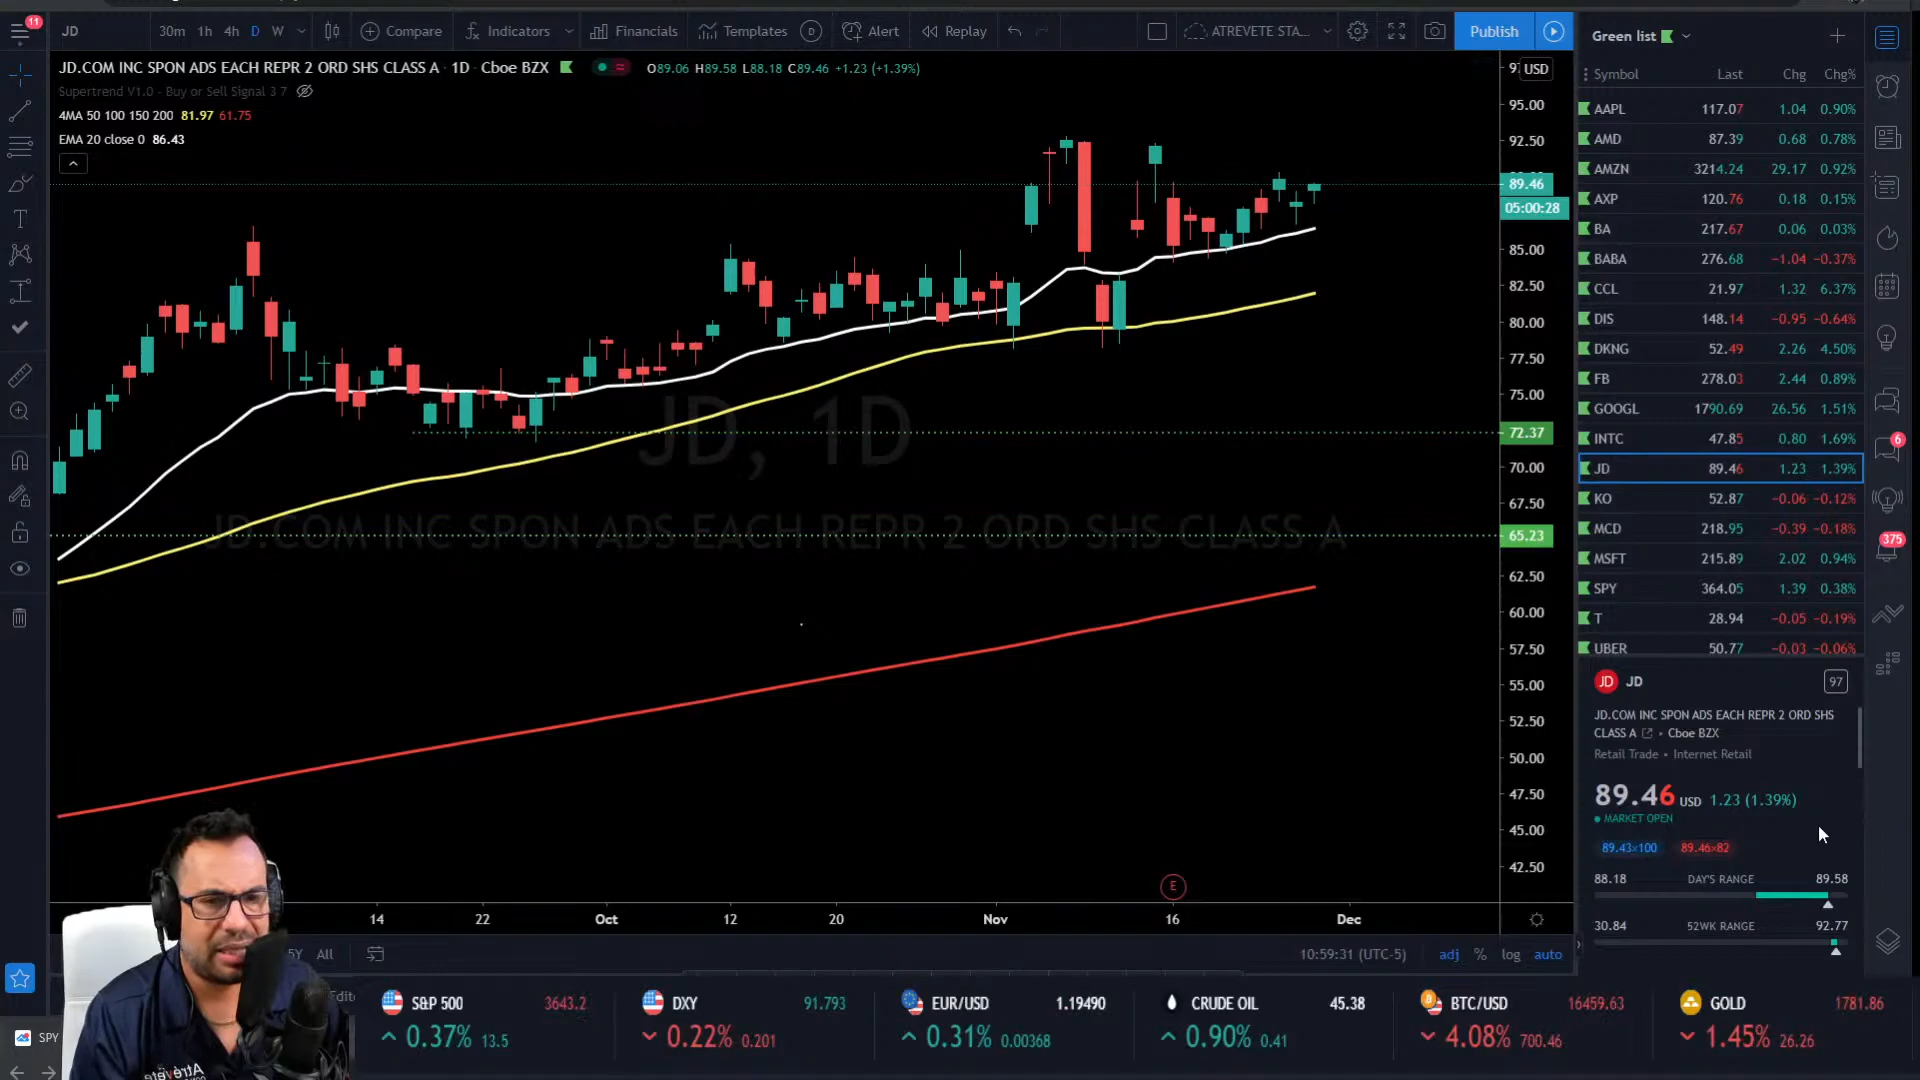 11
JD
30m 1h 4h D W
Compare
Indicators
Financials
Templates
D
Alert
Replay
ATREVETE STA...
Publish
JD.COM INC SPON ADS EACH REPR 2 ORD SHS CLASS A · 1D · Cboe BZX
O89.06 H89.58 L88.18 C89.46 +1.23 (+1.39%)
Supertrend V1.0 - Buy or Sell Signal 3 7
4MA 50 100 150 200 81.97 61.75
EMA 20 close 0 86.43
USD
95.00
92.50
89.46
05:00:28
85.00
82.50
80.00
77.50
75.00
72.37
70.00
67.50
65.23
62.50
60.00
57.50
55.00
52.50
50.00
47.50
45.00
42.50
JD, 1D
JD.COM INC SPON ADS EACH REPR 2 ORD SHS CLASS A
E
14 22 Oct 12 20 Nov 16 Dec
5Y All
10:59:31 (UTC-5) adj % log auto
Green list
Symbol Last Chg Chg%
AAPL 117.07 1.04 0.90%
AMD 87.39 0.68 0.78%
AMZN 3214.24 29.17 0.92%
AXP 120.76 0.18 0.15%
BA 217.67 0.06 0.03%
BABA 276.68 −1.04 −0.37%
CCL 21.97 1.32 6.37%
DIS 148.14 −0.95 −0.64%
DKNG 52.49 2.26 4.50%
FB 278.03 2.44 0.89%
GOOGL 1790.69 26.56 1.51%
INTC 47.85 0.80 1.69%
JD 89.46 1.23 1.39%
KO 52.87 −0.06 −0.12%
MCD 218.95 −0.39 −0.18%
MSFT 215.89 2.02 0.94%
SPY 364.05 1.39 0.38%
T 28.94 −0.05 −0.19%
UBER 50.77 −0.03 −0.06%
6
375
JD JD 97
JD.COM INC SPON ADS EACH REPR 2 ORD SHS
CLASS A • Cboe BZX
Retail Trade • Internet Retail
89.46 USD 1.23 (1.39%)
MARKET OPEN
89.43×100 89.46×82
88.18 DAY'S RANGE 89.58
30.84 52WK RANGE 92.77
SPY
S&P 500 3643.2
0.37% 13.5
DXY 91.793
0.22% 0.201
EUR/USD 1.19490
0.31% 0.00368
CRUDE OIL 45.38
0.90% 0.41
BTC/USD 16459.63
4.08% 700.46
GOLD 1781.86
1.45% 26.26
Atrévete